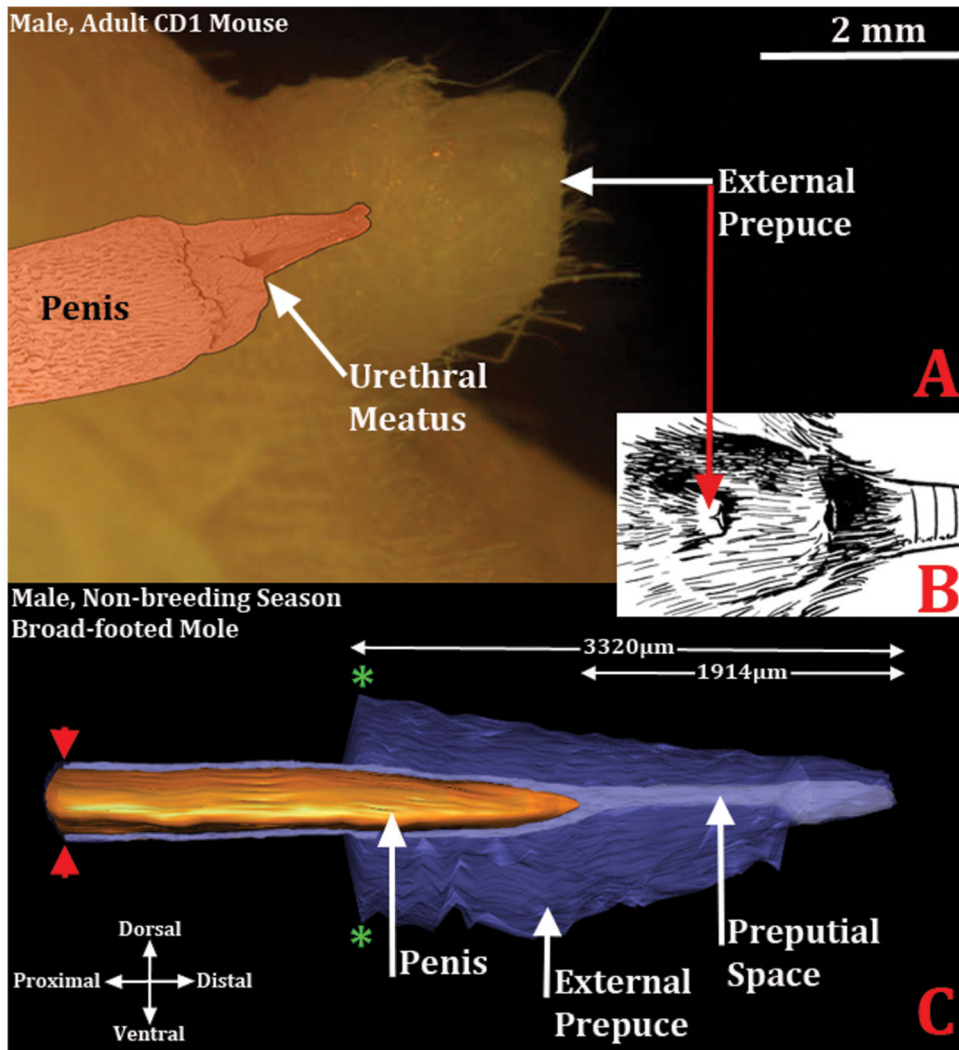 Male, Adult CD1 Mouse
2 mm
External
Prepuce
Penis
Urethral
Meatus
A
B
Male, Non-breeding Season
Broad-footed Mole
3320µm
1914µm
*
*
Dorsal
Proximal
Distal
Ventral
Penis
External
Prepuce
Preputial
Space
C